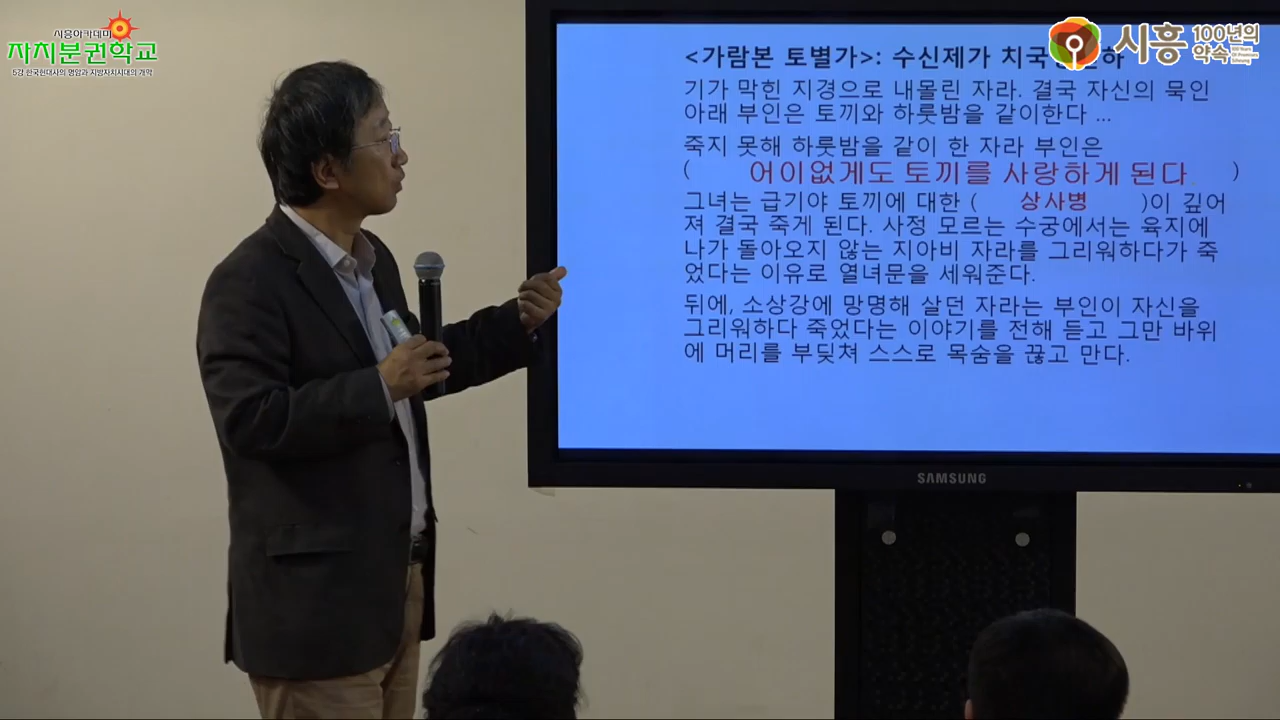 시흥아카데미
자치분권학교
5강 한국현대사의 명암과 지방자치시대의 개막
시흥 100년의 약속
<가람본 토별가>: 수신제가 치국
기가 막힌 지경으로 내몰린 자라. 결국 자신의 묵인
아래 부인은 토끼와 하룻밤을 같이한다 ...
죽지 못해 하룻밤을 같이 한 자라 부인은
( 어이없게도 토끼를 사랑하게 된다. )
그녀는 급기야 토끼에 대한 ( 상사병 )이 깊어
져 결국 죽게 된다. 사정 모르는 수궁에서는 육지에
나가 돌아오지 않는 지아비 자라를 그리워하다가 죽
었다는 이유로 열녀문을 세워준다.
뒤에, 소상강에 망명해 살던 자라는 부인이 자신을
그리워하다 죽었다는 이야기를 전해 듣고 그만 바위
에 머리를 부딪쳐 스스로 목숨을 끊고 만다.
SAMSUNG